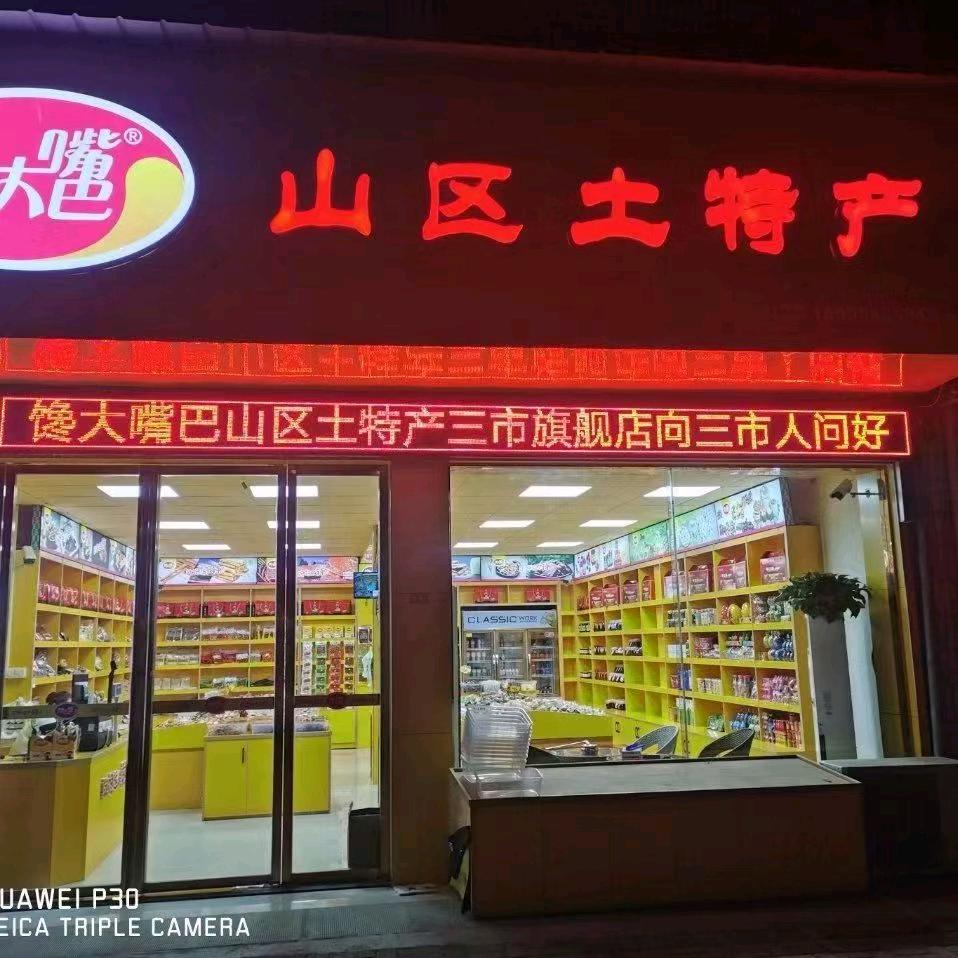 大嘴巴®
山区土特产
馋大嘴巴山区土特产三市旗舰店向三市人问好
CLASSIC WORK
HUAWEI P30
LEICA TRIPLE CAMERA